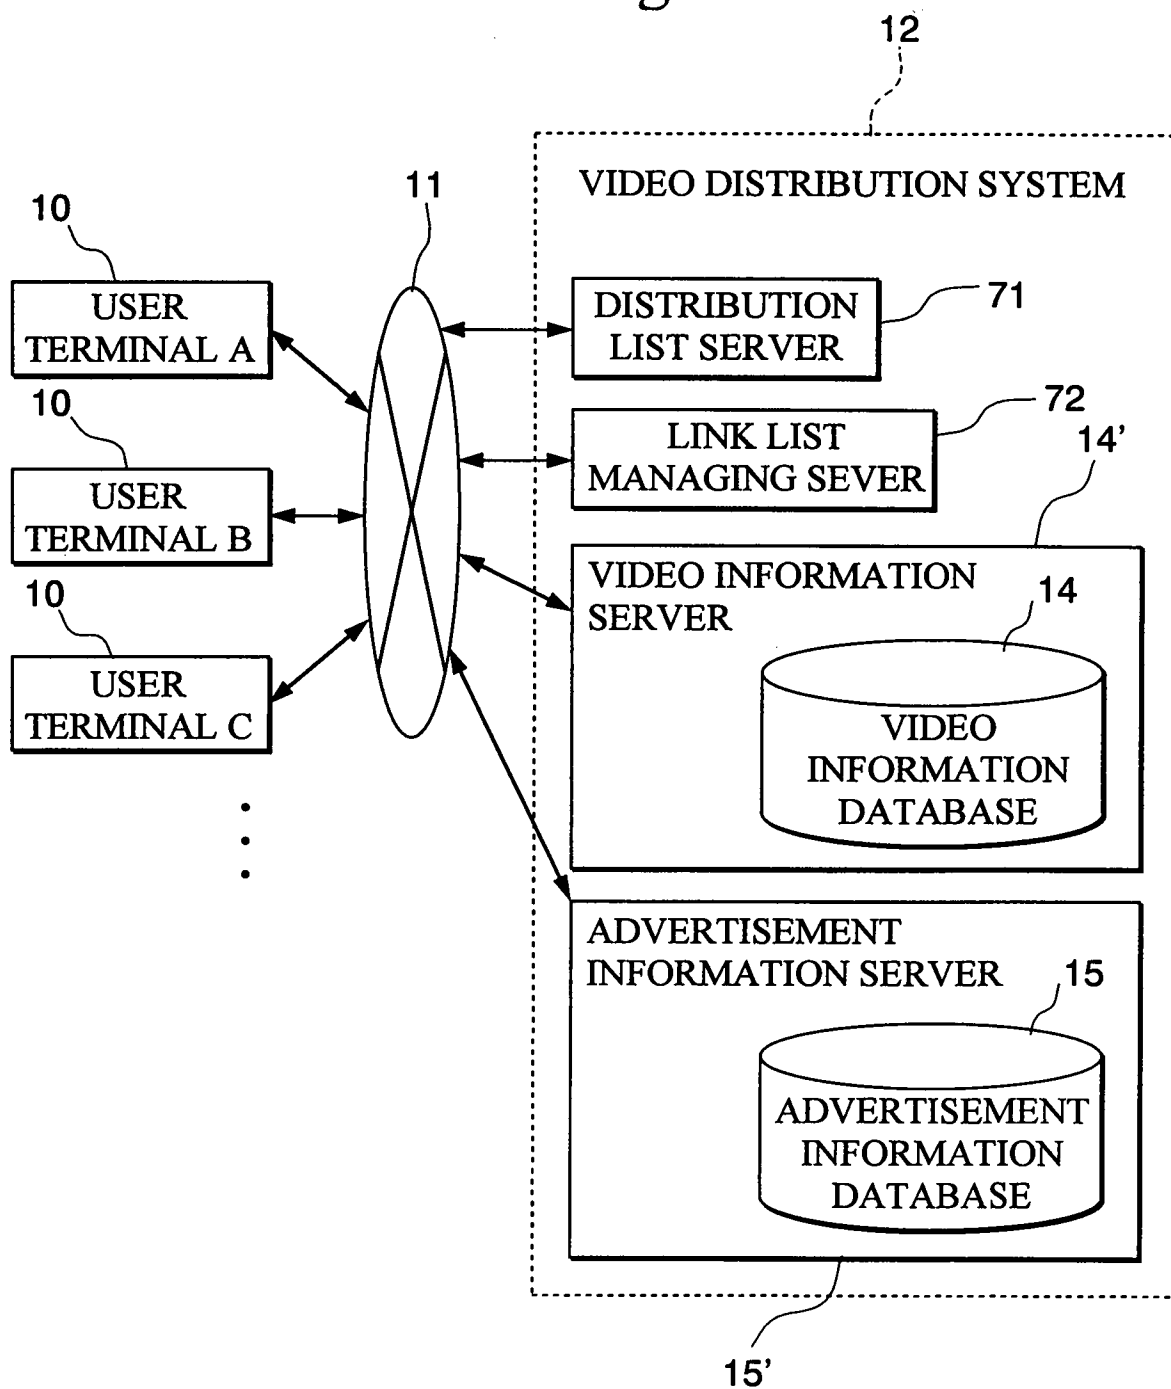 g
12
VIDEO DISTRIBUTION SYSTEM
11
10
USER
TERMINAL A
10
USER
TERMINAL B
10
USER
TERMINAL C
DISTRIBUTION
LIST SERVER
71
LINK LIST
MANAGING SEVER
72
14'
VIDEO INFORMATION
SERVER
14
VIDEO
INFORMATION
DATABASE
ADVERTISEMENT
INFORMATION SERVER
15
ADVERTISEMENT
INFORMATION
DATABASE
15'